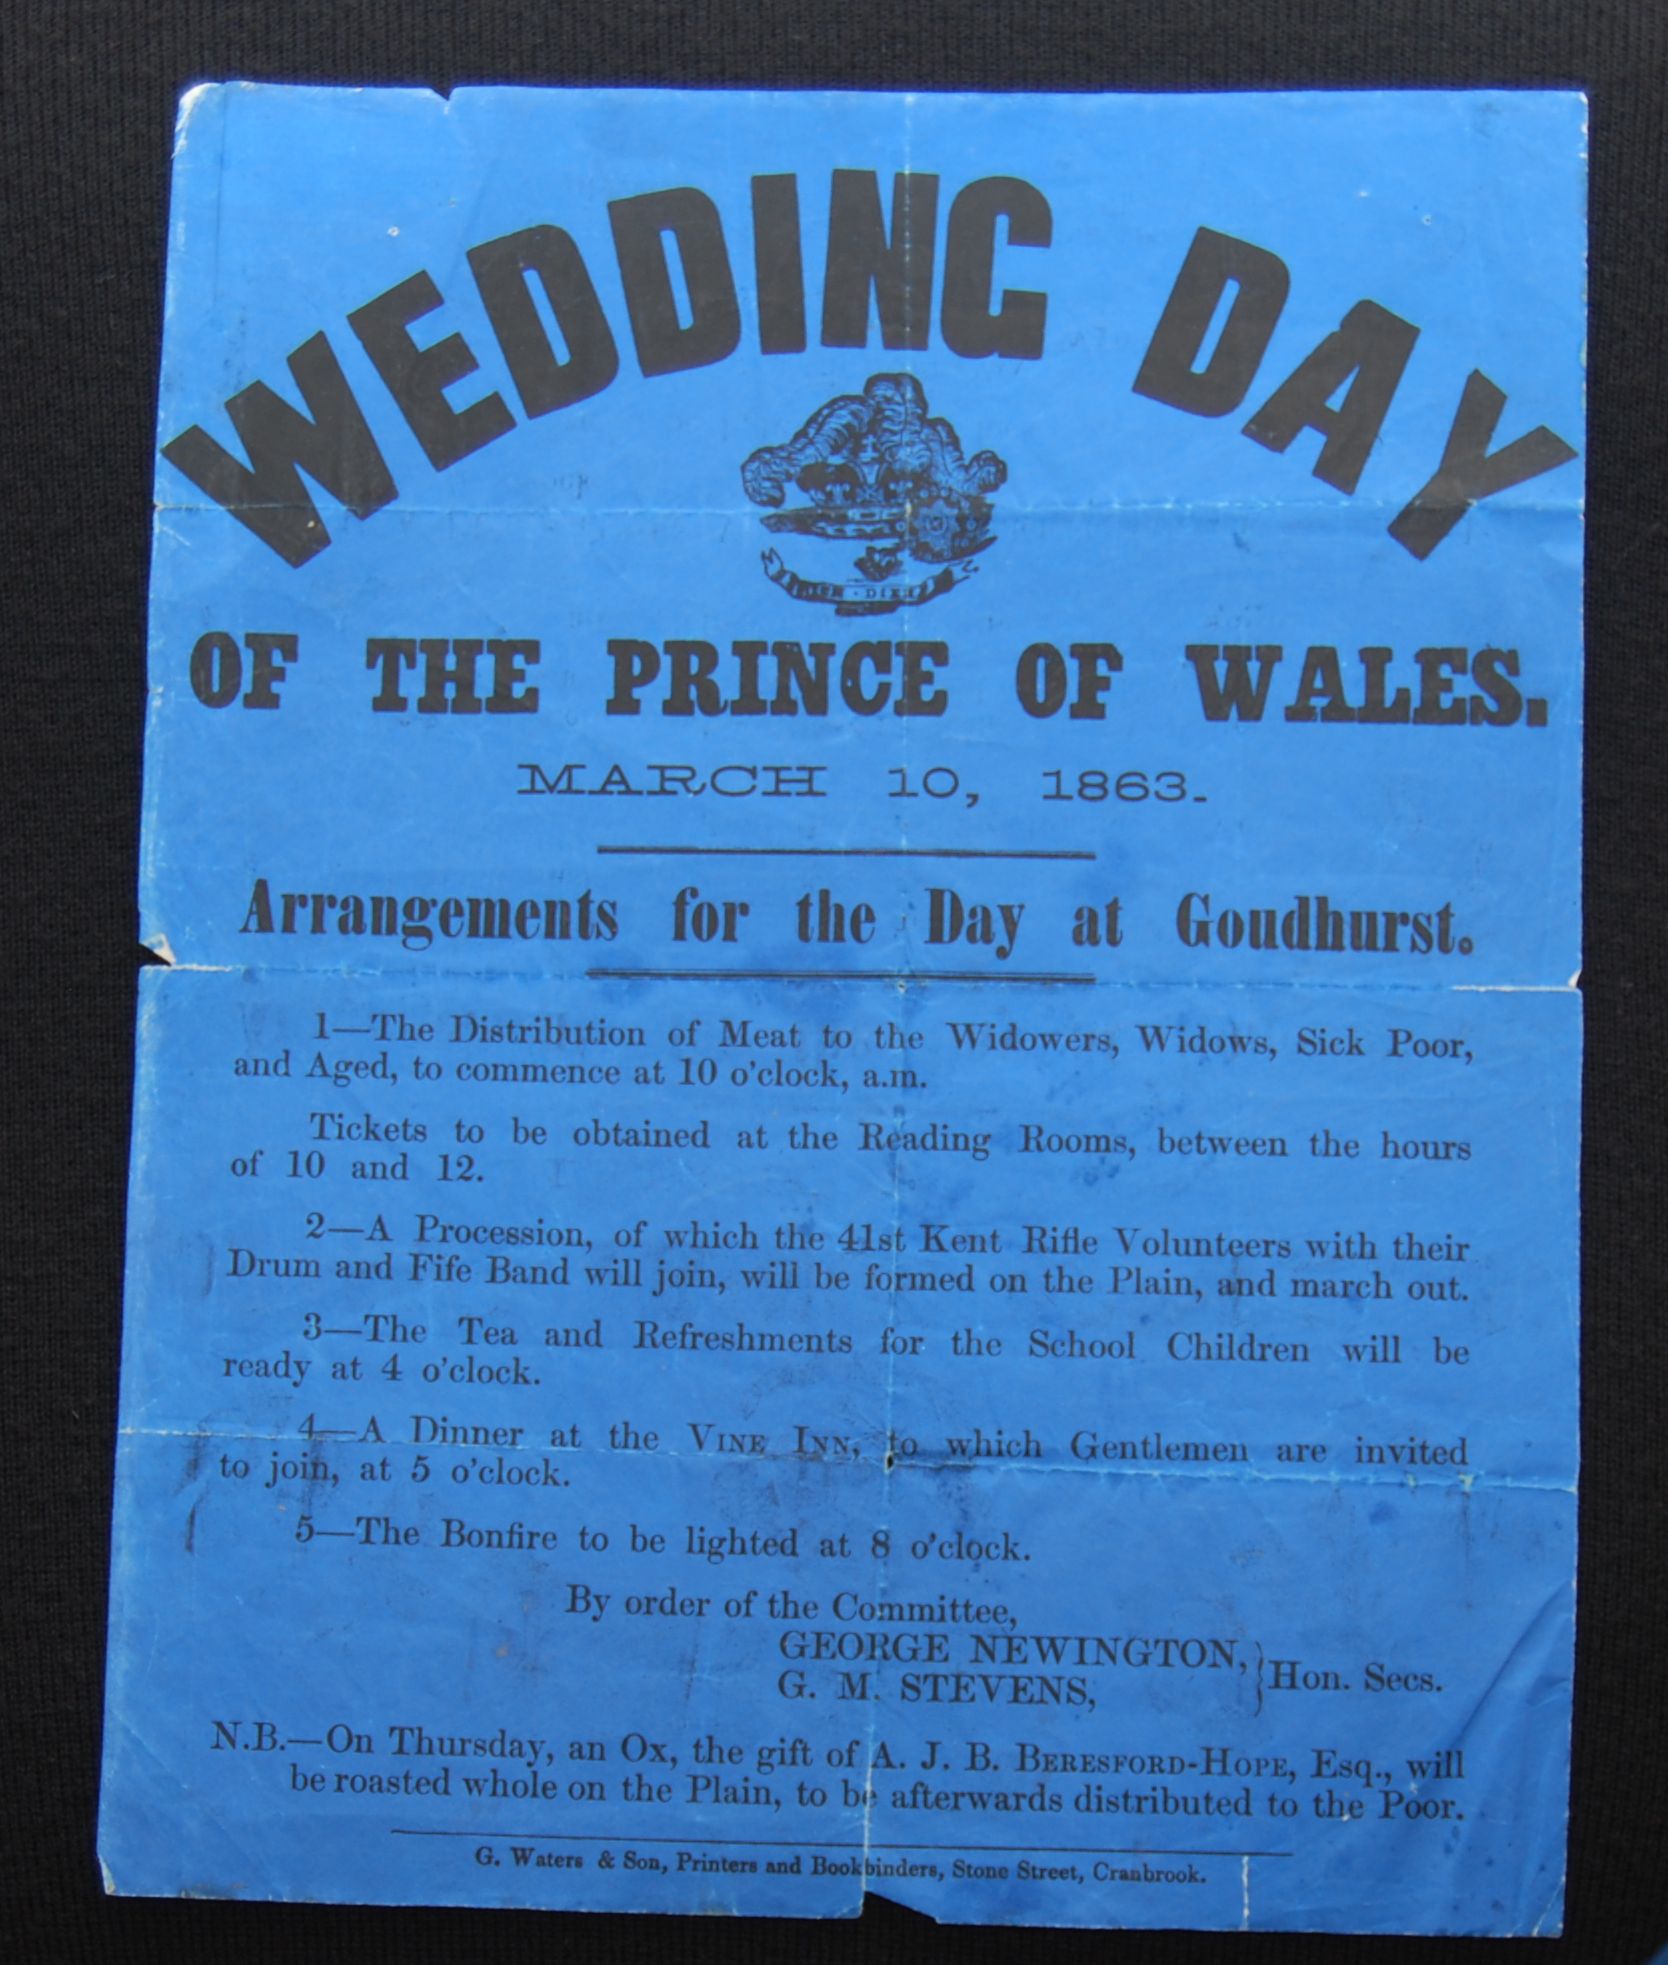 WEDDING DAY
OF THE PRINCE OF WALES.
MARCH 10, 1863.
Arrangements for the Day at Goudhurst.
1—The Distribution of Meat to the Widowers, Widows, Sick Poor,
and Aged, to commence at 10 o'clock, a.m.
Tickets to be obtained at the Reading Rooms, between the hours
of 10 and 12.
2—A Procession, of which the 41st Kent Rifle Volunteers with their
Drum and Fife Band will join, will be formed on the Plain, and march out.
3—The Tea and Refreshments for the School Children will be
ready at 4 o'clock.
4—A Dinner at the VINE INN, to which Gentlemen are invited
to join, at 5 o'clock.
5—The Bonfire to be lighted at 8 o'clock.
By order of the Committee,
GEORGE NEWINGTON,
G. M. STEVENS,
} Hon. Secs.
N.B.—On Thursday, an Ox, the gift of A. J. B. BERESFORD-HOPE, Esq., will
be roasted whole on the Plain, to be afterwards distributed to the Poor.
G. Waters & Son, Printers and Bookbinders, Stone Street, Cranbrook.